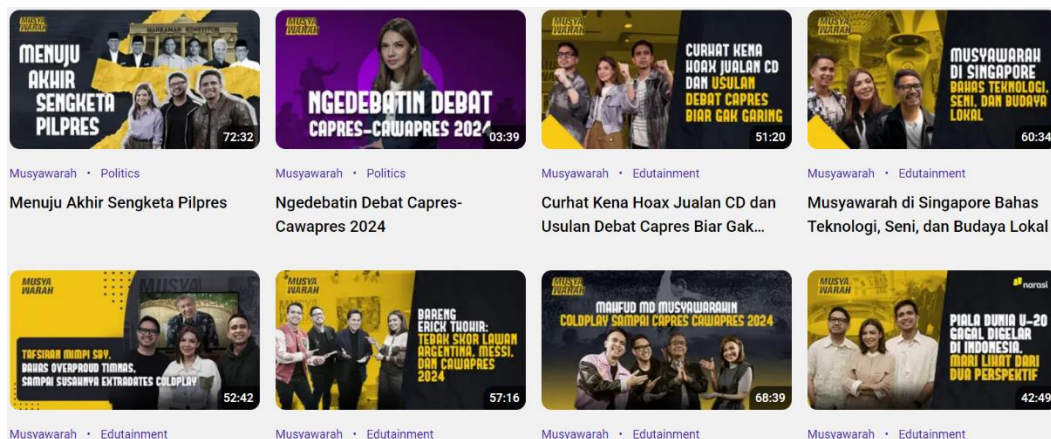 MUSYA
WARAH
MENUJU
AKHIR
SENGKETA
PILPRES
72:32
NGEDEBATIN DEBAT
CAPRES-CAWAPRES 2024
03:39
MUSYA
WARAH
CURHAT KENA
HOAX JUALAN CD
DAN USULAN
DEBAT CAPRES
BIAR GAK GARING
51:20
MUSYA
WARAH
MUSYAWARAH
DI SINGAPORE
BAHAS TEKNOLOGI,
SENI, DAN BUDAYA
LOKAL
60:34
Musyawarah • Politics
Musyawarah • Politics
Musyawarah • Edutainment
Musyawarah • Edutainment
Menuju Akhir Sengketa Pilpres
Ngedebatin Debat Capres-
Cawapres 2024
Curhat Kena Hoax Jualan CD dan
Usulan Debat Capres Biar Gak...
Musyawarah di Singapore Bahas
Teknologi, Seni, dan Budaya Lokal
MUSYA
WARAH
TAFSIRAN MIMPI SBY,
BAHAS OVERPROUD TIMNAS,
SAMPAI SUSAHNYA EXTRADATES COLDPLAY
52:42
MUSYA
WARAH
BARENG
ERICK THOHIR:
TEBAK SKOR LAWAN
ARGENTINA, MESSI,
DAN CAWAPRES
2024
57:16
MUSYA
WARAH
MAHFUD MD MUSYAWARAHIN
COLDPLAY SAMPAI CAPRES CAWAPRES 2024
68:39
MUSYA
WARAH
narasi
PIALA DUNIA U-20
GAGAL DIGELAR
DI INDONESIA,
MARI LIHAT DARI
DUA PERSPEKTIF
42:49
Musyawarah • Edutainment
Musyawarah • Edutainment
Musyawarah • Edutainment
Musyawarah • Edutainment